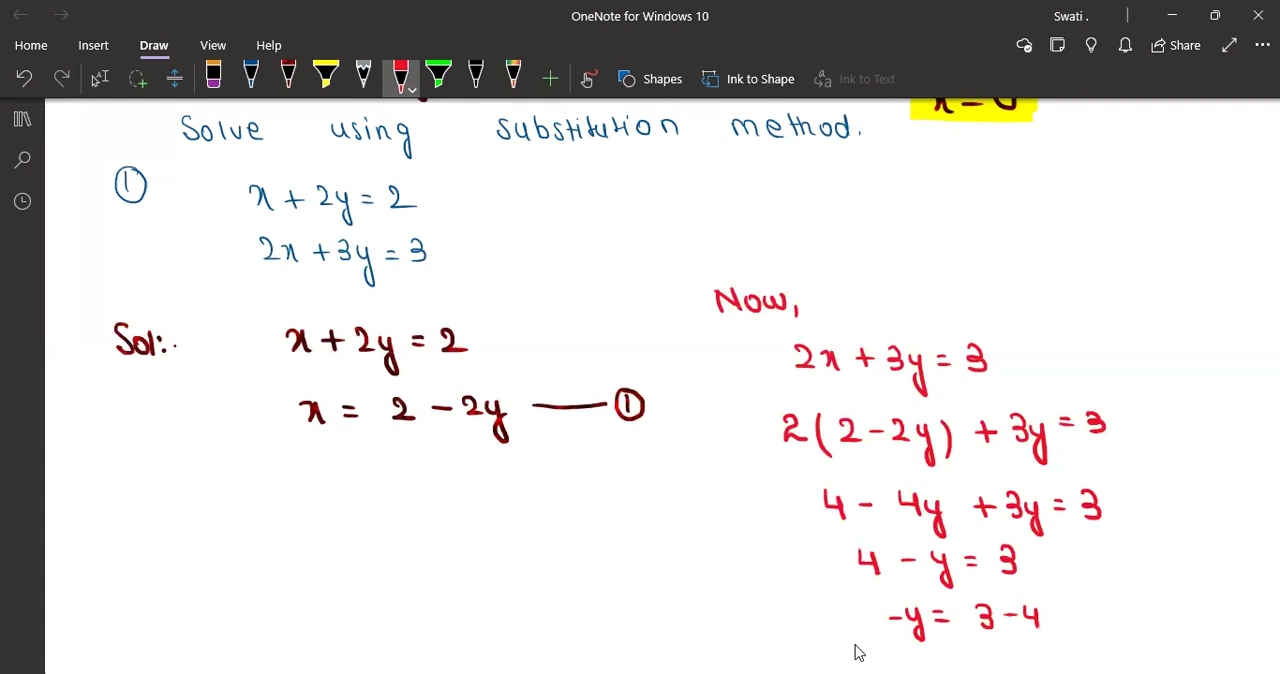 OneNote for Windows 10
Swati .
Home Insert Draw View Help
Share
Shapes
Ink to Shape
Ink to Text
Solve using substitution method.
① x + 2y = 2
2x + 3y = 3
Sol:.
x + 2y = 2
x = 2 - 2y —— ①
Now,
2x + 3y = 3
2(2 - 2y) + 3y = 3
4 - 4y + 3y = 3
4 - y = 3
-y = 3 - 4